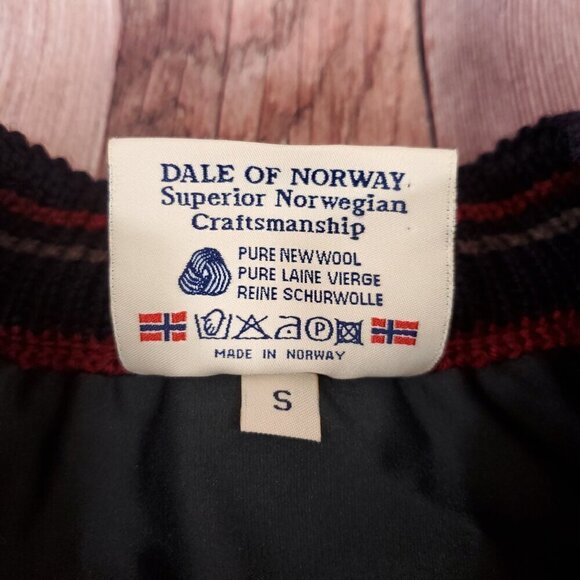 DALE OF NORWAY.
Superior Norwegian
Craftsmanship
PURE NEW WOOL
PURE LAINE VIERGE
REINE SCHURWOLLE
P
MADE IN NORWAY
S